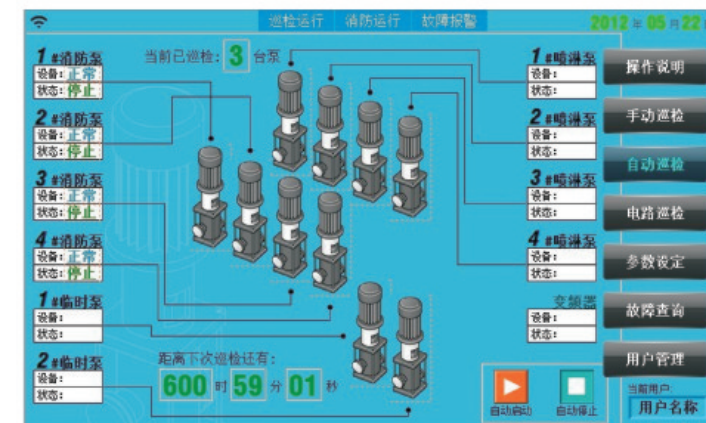 巡检运行 消防运行 故障报警
2012 年 05 月 22
1 #消防泵
设备: 正常
状态: 停止
2 #消防泵
设备: 正常
状态: 停止
3 #消防泵
设备: 正常
状态: 停止
4 #消防泵
设备: 正常
状态: 停止
1 #临时泵
设备:
状态:
2 #临时泵
设备:
状态:
当前已巡检: 3 台泵
距离下次巡检还有:
600 时 59 分 01 秒
1 #喷淋泵
设备:
状态:
2 #喷淋泵
设备:
状态:
3 #喷淋泵
设备:
状态:
4 #喷淋泵
设备:
状态:
变频器
设备:
状态:
自动启动 自动停止
操作说明
手动巡检
自动巡检
电路巡检
参数设定
故障查询
用户管理
当前用户:
用户名称